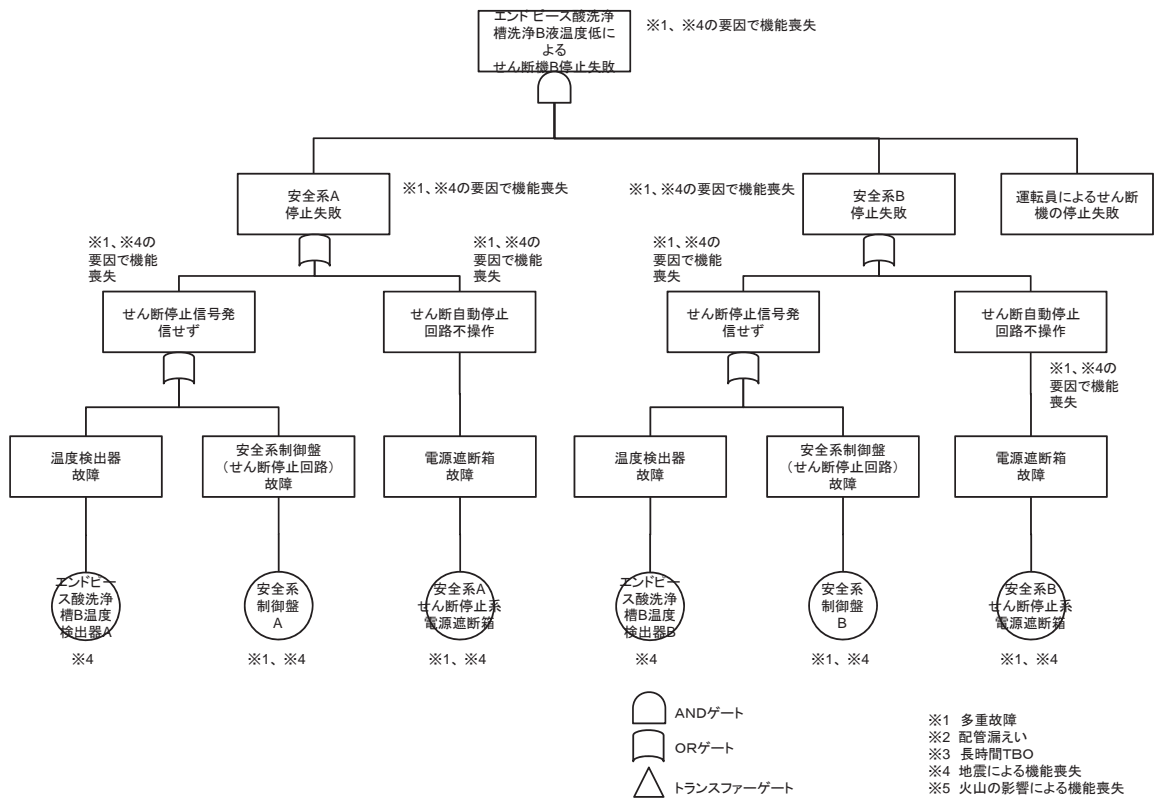 エンドピース酸洗浄
槽洗浄B液温度低に
よる
せん断機B停止失敗
※1、※4の要因で機能喪失
安全系A
停止失敗
※1、※4の要因で機能喪失
※1、※4の要因で機能喪失
安全系B
停止失敗
運転員によるせん断
機の停止失敗
※1、※4の
要因で機能
喪失
※1、※4の
要因で機能
喪失
※1、※4の
要因で機能
喪失
せん断停止信号発
信せず
せん断自動停止
回路不操作
せん断停止信号発
信せず
せん断自動停止
回路不操作
※1、※4の
要因で機能
喪失
温度検出器
故障
安全系制御盤
(せん断停止回路)
故障
電源遮断箱
故障
温度検出器
故障
安全系制御盤
(せん断停止回路)
故障
電源遮断箱
故障
エンドピー
ス酸洗浄
槽B温度
検出器A
安全系
制御盤
A
安全系A
せん断停止系
電源遮断箱
エンドピー
ス酸洗浄
槽B温度
検出器B
安全系
制御盤
B
安全系B
せん断停止系
電源遮断箱
※4
※1、※4
※1、※4
※4
※1、※4
※1、※4
ANDゲート
ORゲート
トランスファーゲート
※1 多重故障
※2 配管漏えい
※3 長時間TBO
※4 地震による機能喪失
※5 火山の影響による機能喪失